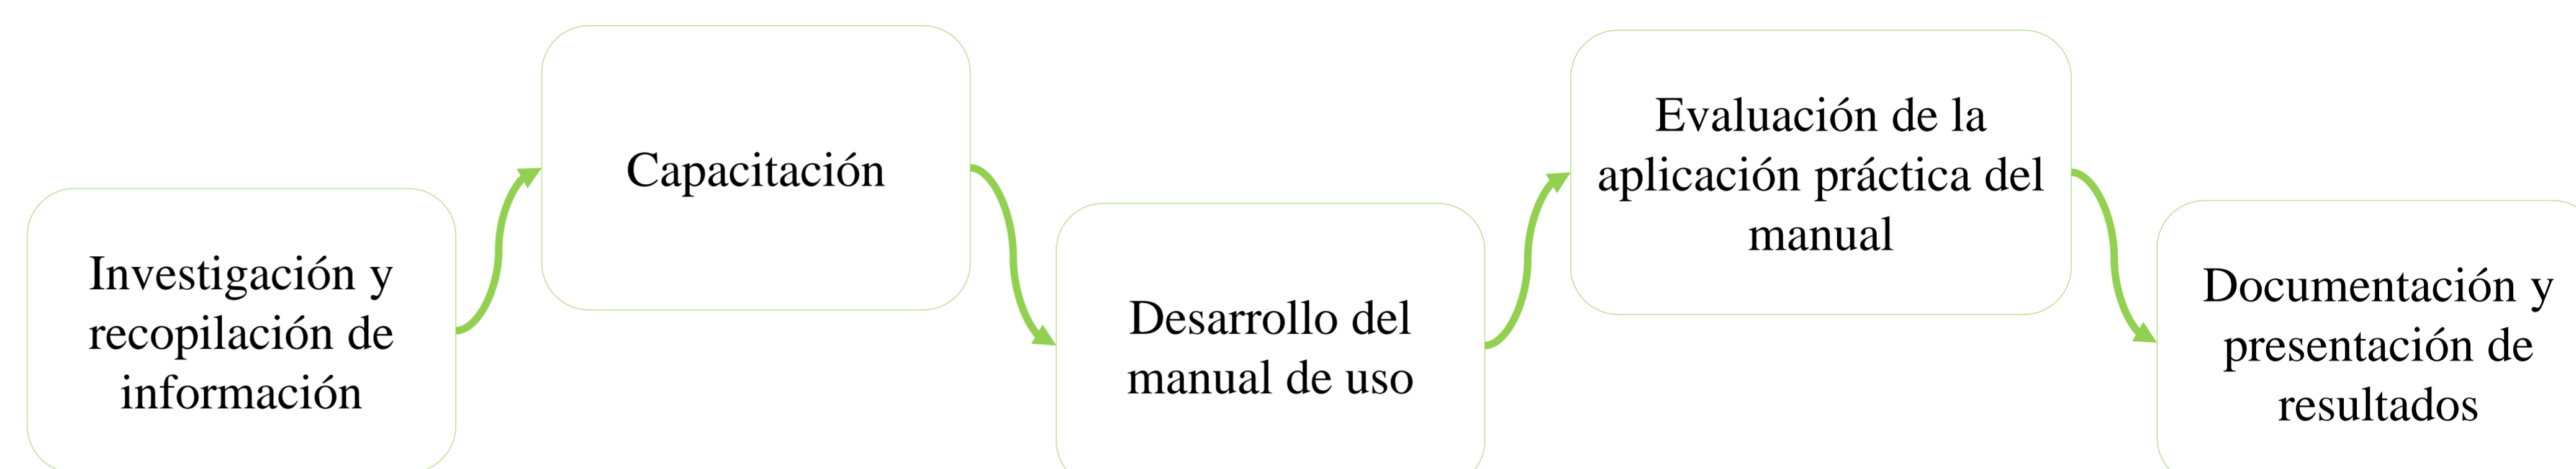 Investigación y
recopilación de
información
Capacitación
Desarrollo del
manual de uso
Evaluación de la
aplicación práctica del
manual
Documentación y
presentación de
resultados